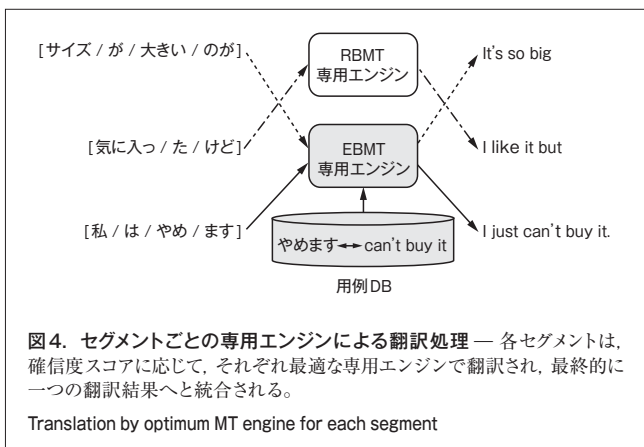 [サイズ / が / 大きい / のが]
RBMT
専用エンジン
It's so big
[気に入っ / た / けど]
EBMT
専用エンジン
I like it but
[私 / は / やめ / ます]
I just can't buy it.
やめます↔can't buy it
用例DB
図4. セグメントごとの専用エンジンによる翻訳処理 — 各セグメントは,
確信度スコアに応じて, それぞれ最適な専用エンジンで翻訳され, 最終的に
一つの翻訳結果へと統合される。
Translation by optimum MT engine for each segment